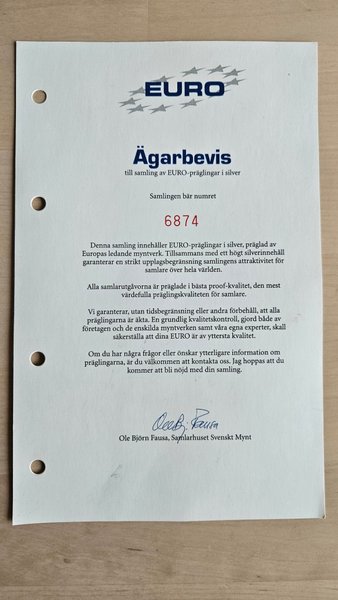 EURO
Ägarbevis
till samling av EURO-präglingar i silver
Samlingen bär numret
6874
Denna samling innehåller EURO-präglingar i silver, präglad av
Europas ledande myntverk. Tillsammans med ett högt silverinnehåll
garanterar en strikt upplagsbegränsning samlingens attraktivitet för
samlare över hela världen.
Alla samlarutgåvorna är präglade i bästa proof-kvalitet, den mest
värdefulla präglingskvaliteten för samlare.
Vi garanterar, utan tidsbegränsning eller andra förbehåll, att alla
präglingarna är äkta. En grundlig kvalitetskontroll, gjord både av
företagen och de enskilda myntverken samt våra egna experter, skall
säkerställa att dina EURO är av yttersta kvalitet.
Om du har några frågor eller önskar ytterligare information om
präglingarna, är du välkommen att kontakta oss. Jag hoppas att du
kommer att bli nöjd med din samling.
Ole Bj. Fausa
Ole Björn Fausa, Samlarhuset Svenskt Mynt